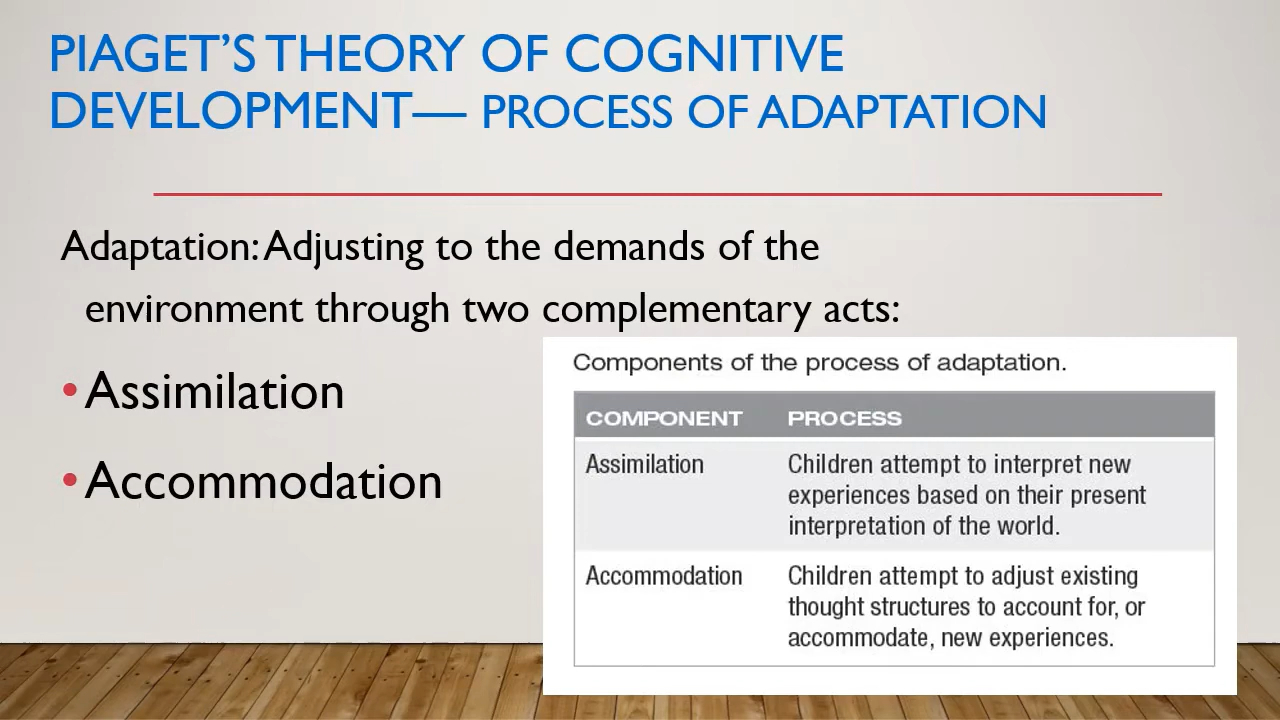 PIAGET’S THEORY OF COGNITIVE
DEVELOPMENT— PROCESS OF ADAPTATION
Adaptation: Adjusting to the demands of the
environment through two complementary acts:
•Assimilation
•Accommodation
Components of the process of adaptation.
COMPONENT PROCESS
Assimilation Children attempt to interpret new
experiences based on their present
interpretation of the world.
Accommodation Children attempt to adjust existing
thought structures to account for, or
accommodate, new experiences.